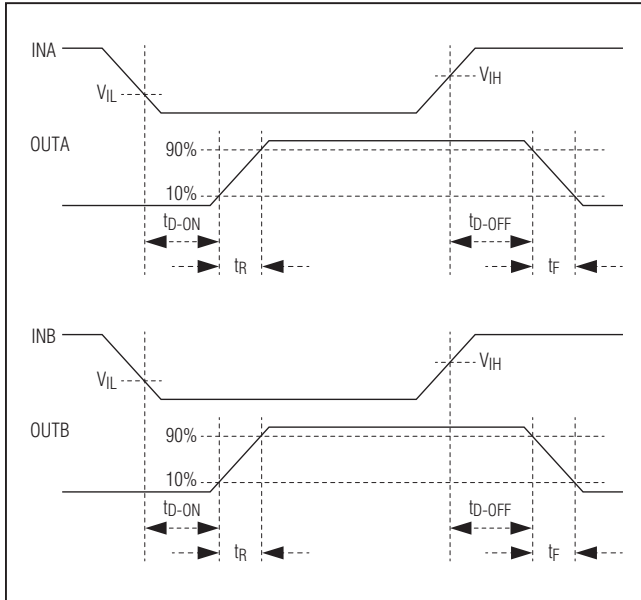 INA
VIL
VIH
OUTA
90%
10%
tD-ON
tD-OFF
tR
tF
INB
VIL
VIH
OUTB
90%
10%
tD-ON
tD-OFF
tR
tF